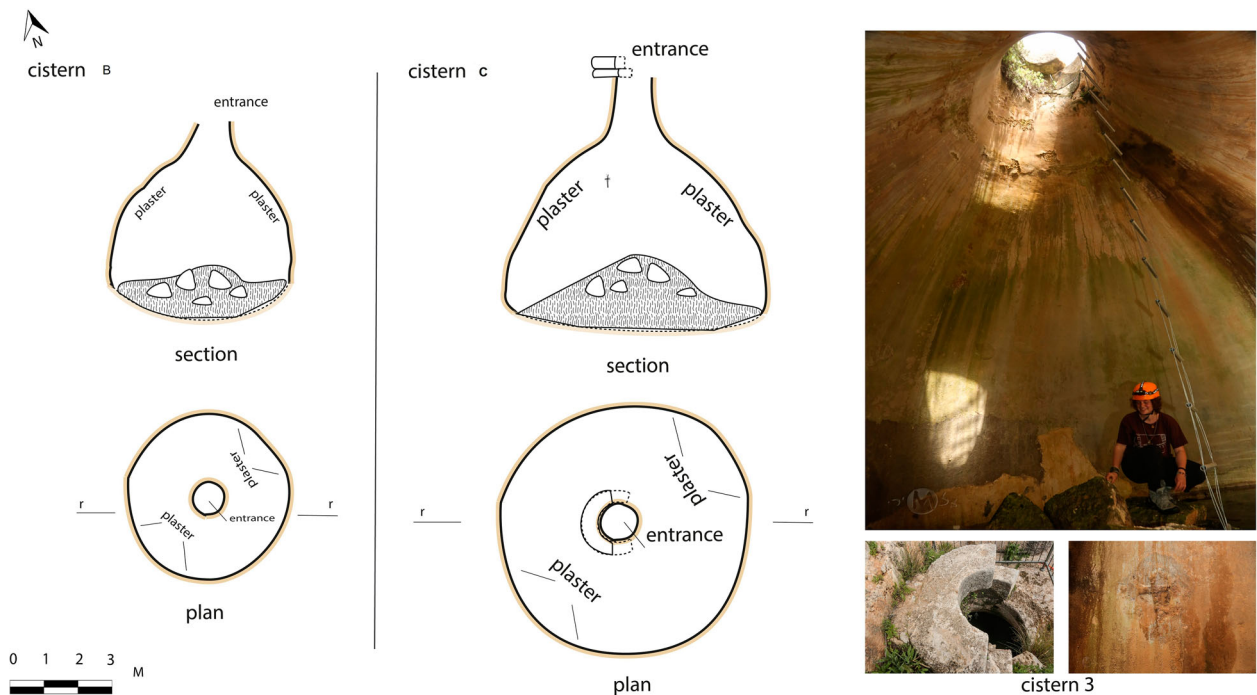 N
cistern B
entrance
plaster
plaster
section
plaster
plaster
entrance
r
r
plan
0 1 2 3
M
cistern c
entrance
plaster
†
plaster
section
plaster
plaster
entrance
r
r
plan
cistern 3